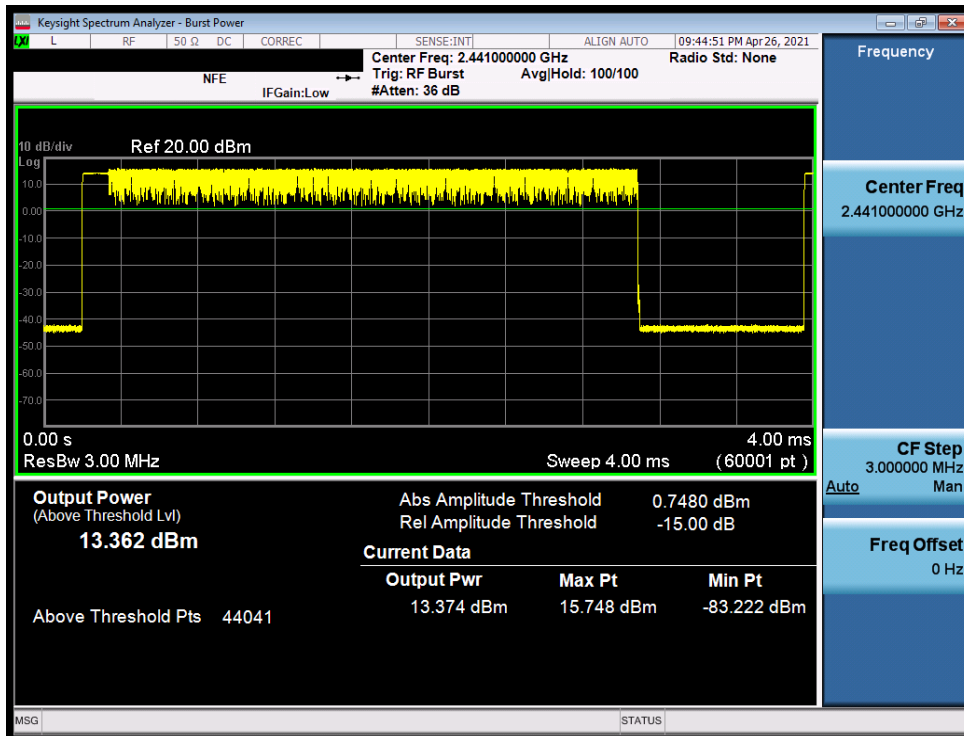 Keysight Spectrum Analyzer - Burst Power
LXI L RF 50 Ω DC CORREC SENSE:INT ALIGN AUTO 09:44:51 PM Apr 26, 2021
Center Freq: 2.441000000 GHz Radio Std: None
NFE Trig: RF Burst Avg|Hold: 100/100
IFGain:Low #Atten: 36 dB
10 dB/div Ref 20.00 dBm
Log
10.0
0.00
-10.0
-20.0
-30.0
-40.0
-50.0
-60.0
-70.0
0.00 s 4.00 ms
ResBw 3.00 MHz Sweep 4.00 ms (60001 pt )
Output Power
(Above Threshold Lvl)
13.362 dBm
Above Threshold Pts 44041
Abs Amplitude Threshold 0.7480 dBm
Rel Amplitude Threshold -15.00 dB
Current Data
Output Pwr Max Pt Min Pt
13.374 dBm 15.748 dBm -83.222 dBm
Frequency
Center Freq
2.441000000 GHz
CF Step
3.000000 MHz
Auto Man
Freq Offset
0 Hz
MSG STATUS